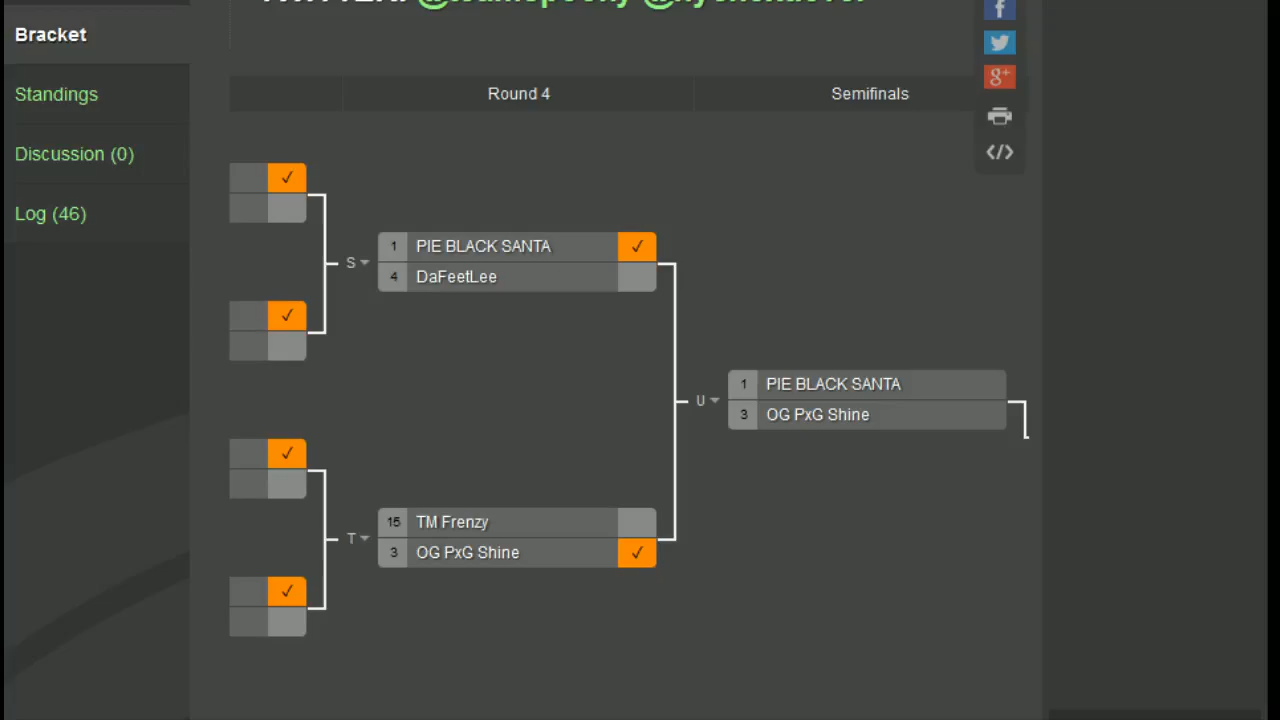 Bracket
Standings
Discussion (0)
Log (46)
Round 4
Semifinals
S
1 PIE BLACK SANTA ✓
4 DaFeetLee
U
1 PIE BLACK SANTA
3 OG PxG Shine
T
15 TM Frenzy
3 OG PxG Shine ✓